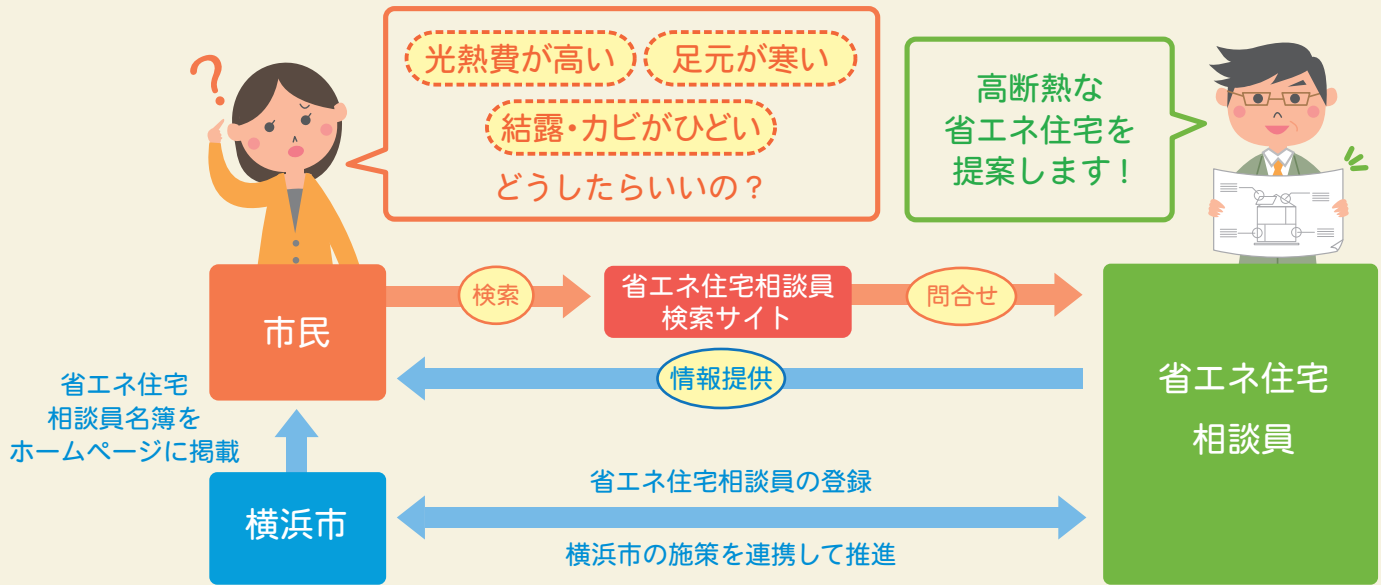 ?
光熱費が高い
足元が寒い
結露・カビがひどい
どうしたらいいの？
高断熱な
省エネ住宅を
提案します！
市民
検索
省エネ住宅相談員
検索サイト
問合せ
情報提供
省エネ住宅
相談員
省エネ住宅
相談員名簿を
ホームページに掲載
横浜市
省エネ住宅相談員の登録
横浜市の施策を連携して推進